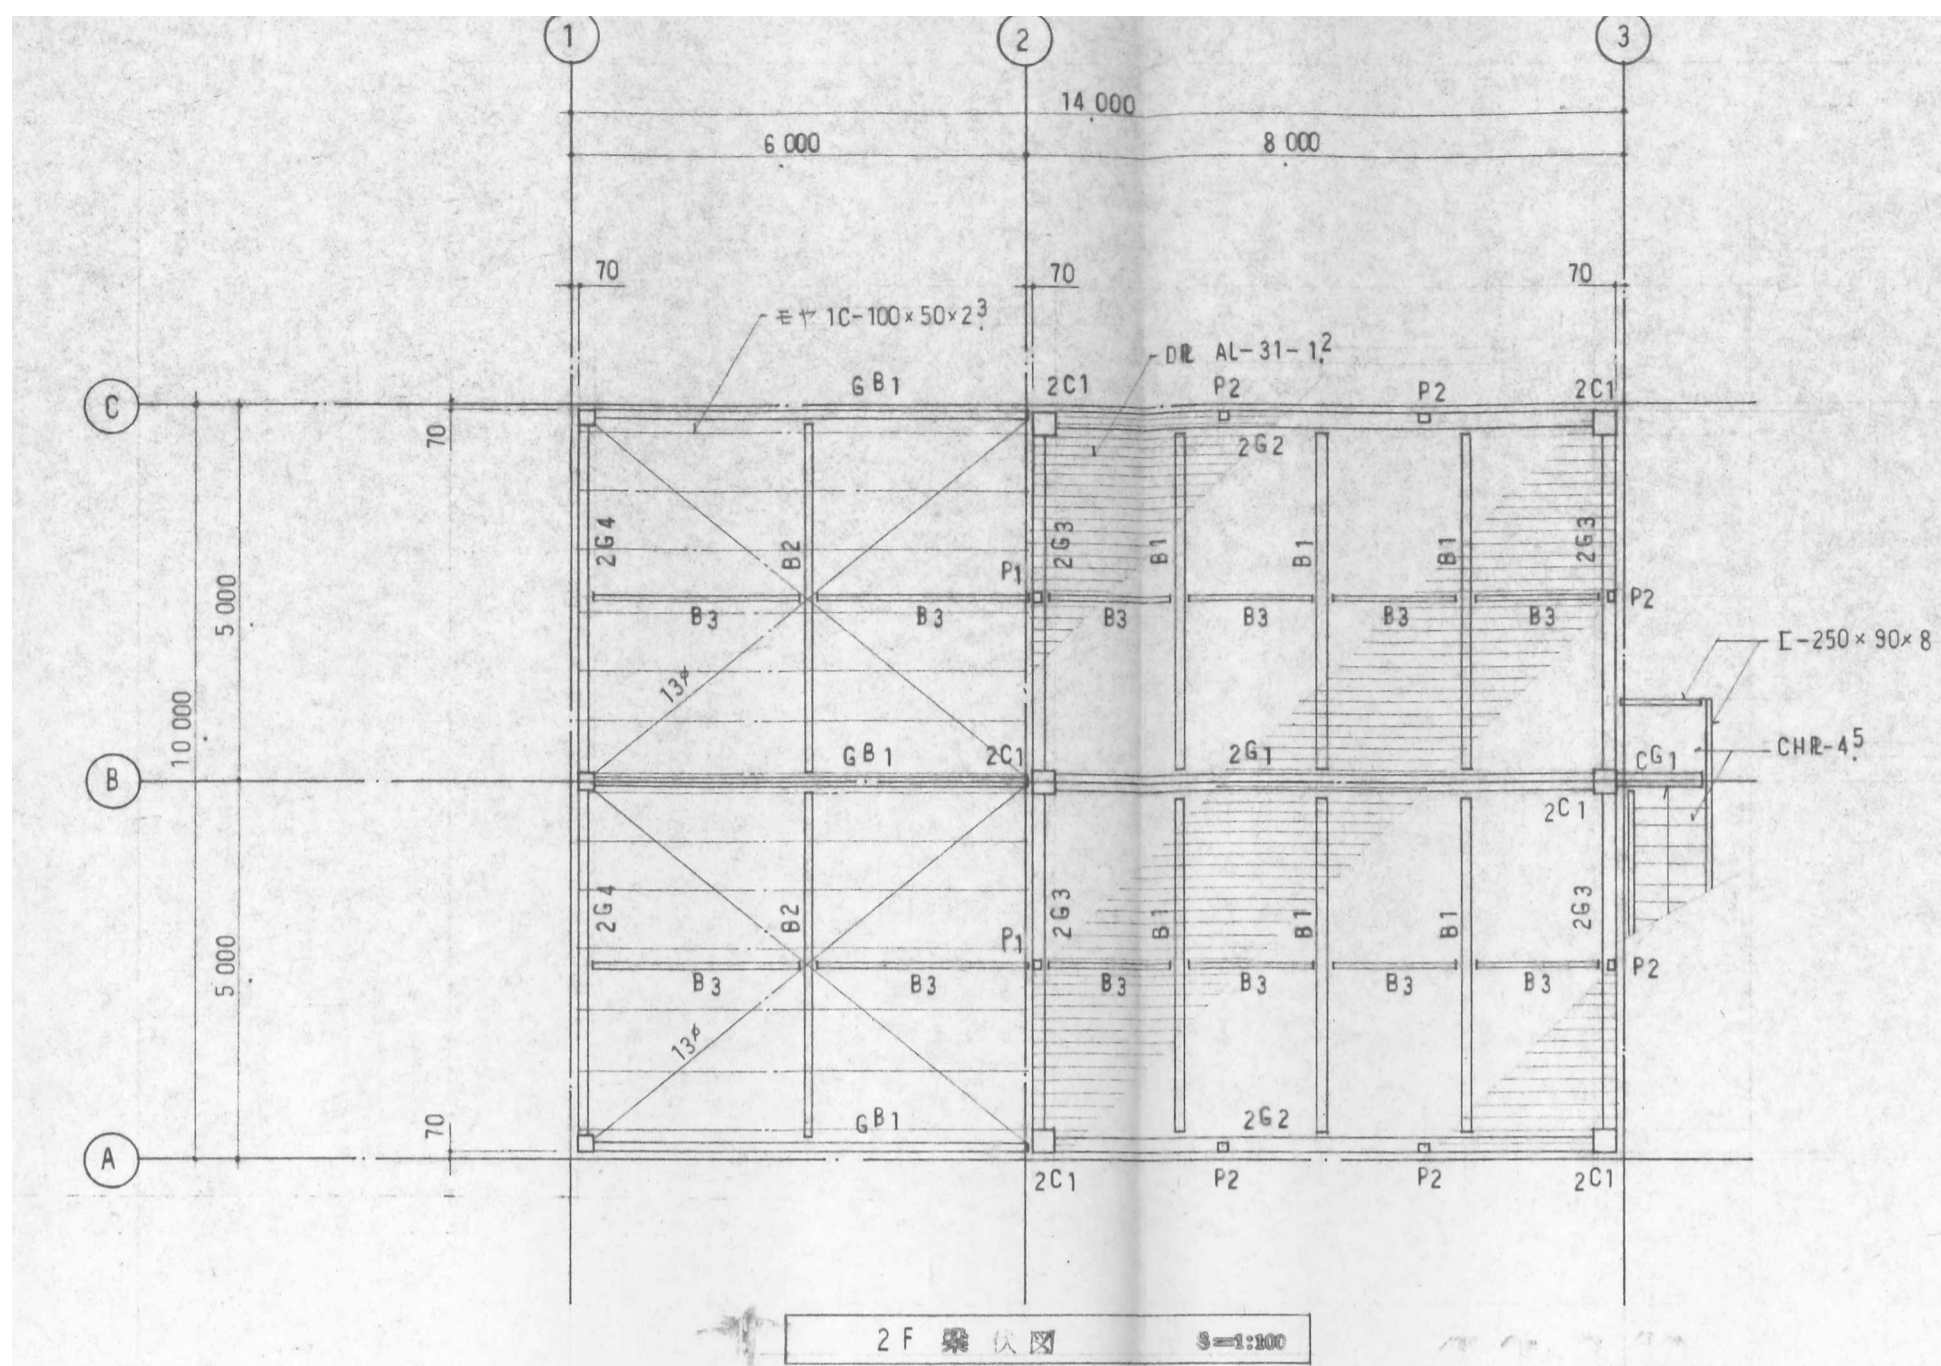 1 2 3
14 000
6 000 8 000
70 70 70
モヤ 1C-100×50×2.3
DPL AL-31-1.2
C GB1 2C1 P2 P2 2C1
70
2G2
2G4 B2 2G3 B1 B1 B1 2G3
5 000
P1 P2
B3 B3 B3 B3 B3 B3
[-250×90×8
13φ
10 000
GB1 2C1 2G1 CG1 CHPL-4.5
B
2C1
2G4 B2 2G3 B1 B1 B1 2G3
P1
5 000 P2
B3 B3 B3 B3 B3 B3
13φ
70 GB1 2G2
A
2C1 P2 P2 2C1
2F 梁伏図 S=1:100